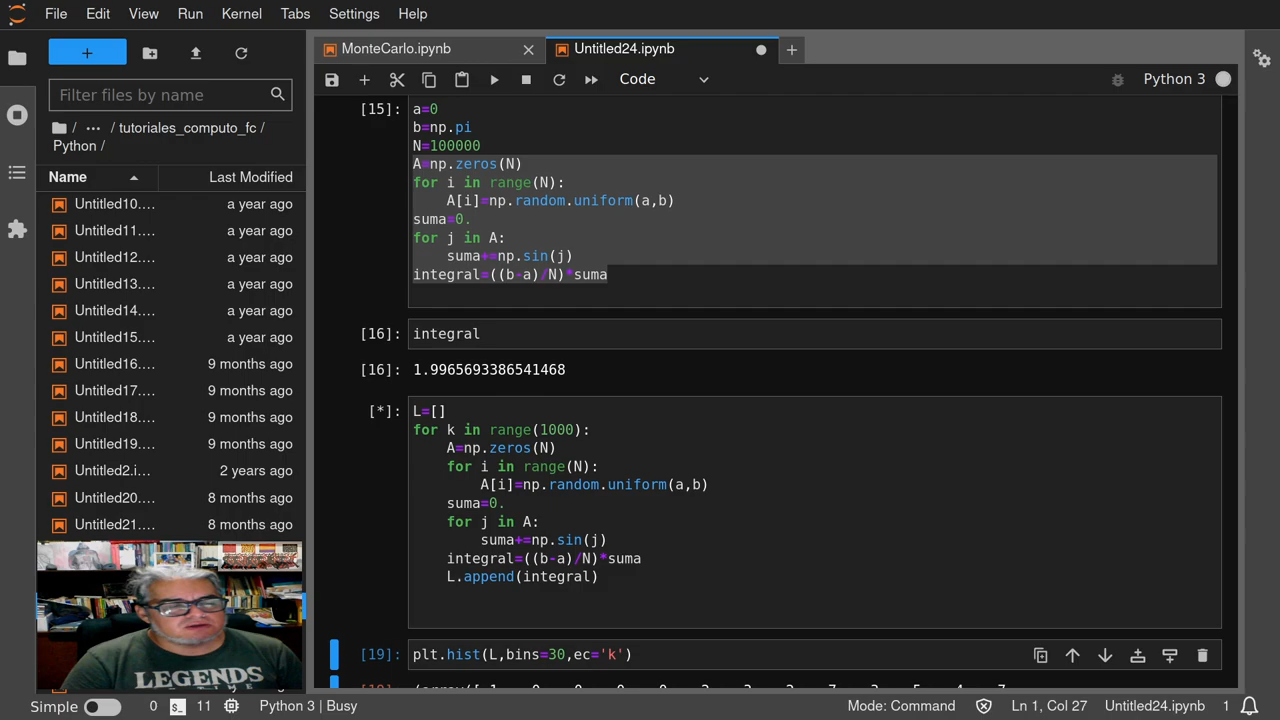 File Edit View Run Kernel Tabs Settings Help
+
Filter files by name
/ ... / tutoriales_computo_fc /
Python /
Name Last Modified
Untitled10.... a year ago
Untitled11.... a year ago
Untitled12.... a year ago
Untitled13.... a year ago
Untitled14.... a year ago
Untitled15.... a year ago
Untitled16.... 9 months ago
Untitled17.... 9 months ago
Untitled18.... 9 months ago
Untitled19.... 9 months ago
Untitled2.i... 2 years ago
Untitled20.... 8 months ago
Untitled21.... 8 months ago
LEGENDS
MonteCarlo.ipynb Untitled24.ipynb
Code Python 3
[15]: a=0
b=np.pi
N=100000
A=np.zeros(N)
for i in range(N):
    A[i]=np.random.uniform(a,b)
suma=0.
for j in A:
    suma+=np.sin(j)
integral=((b-a)/N)*suma
[16]: integral
[16]: 1.9965693386541468
[*]: L=[]
for k in range(1000):
    A=np.zeros(N)
    for i in range(N):
        A[i]=np.random.uniform(a,b)
    suma=0.
    for j in A:
        suma+=np.sin(j)
    integral=((b-a)/N)*suma
    L.append(integral)
[19]: plt.hist(L,bins=30,ec='k')
Simple 0 11 Python 3 | Busy Mode: Command Ln 1, Col 27 Untitled24.ipynb 1